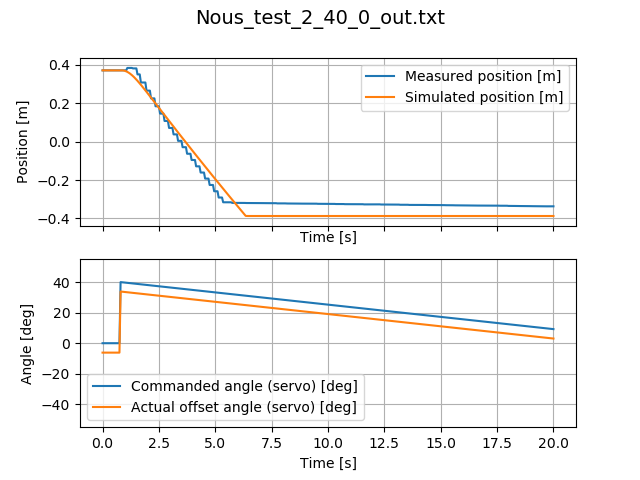 Nous_test_2_40_0_out.txt
0.4
0.2
0.0
−0.2
−0.4
Position [m]
Measured position [m]
Simulated position [m]
Time [s]
40
20
0
−20
−40
Angle [deg]
Commanded angle (servo) [deg]
Actual offset angle (servo) [deg]
0.0 2.5 5.0 7.5 10.0 12.5 15.0 17.5 20.0
Time [s]